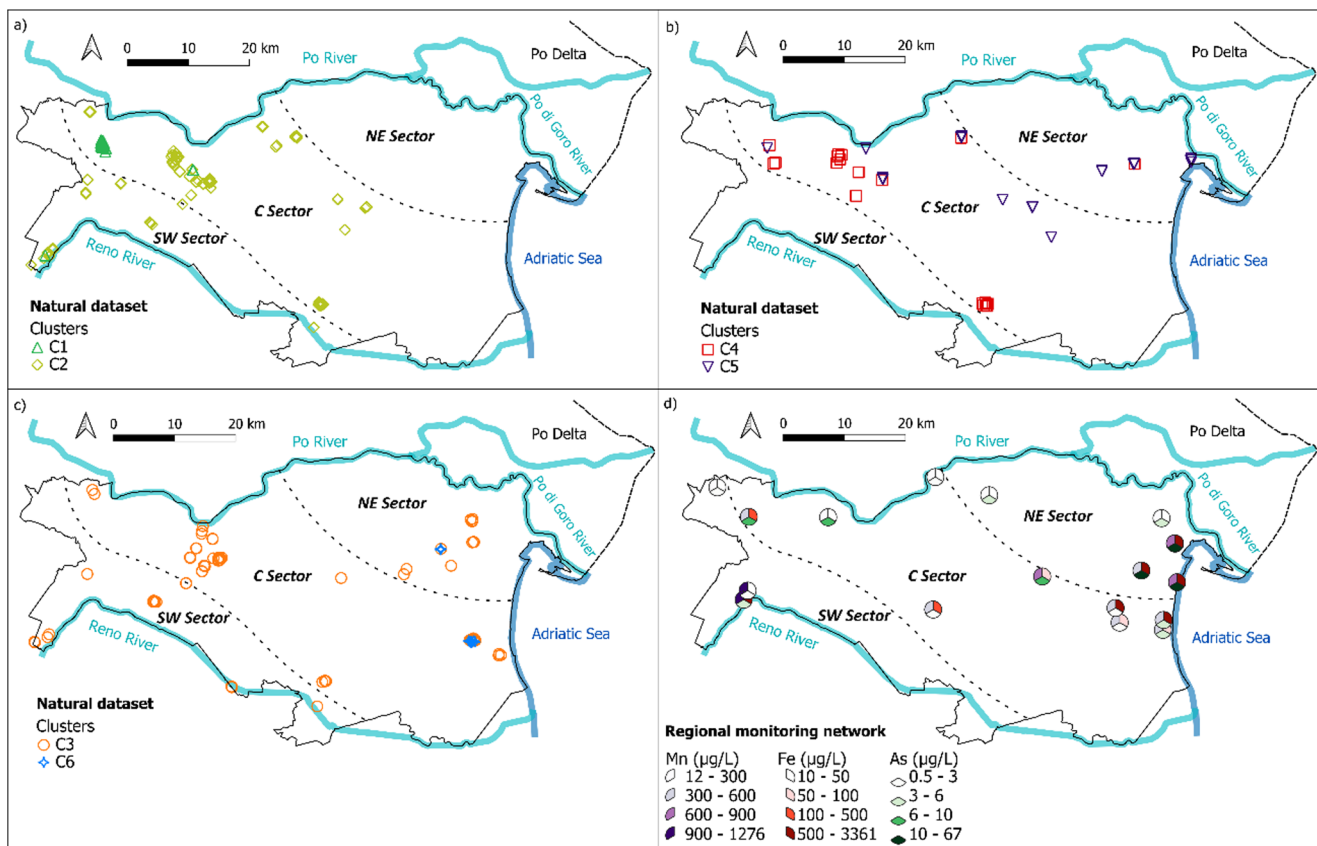 a)
0 10 20 km
Po River
Po Delta
Po di Goro River
NE Sector
C Sector
SW Sector
Reno River
Adriatic Sea
Natural dataset
Clusters
C1
C2
b)
0 10 20 km
Po River
Po Delta
Po di Goro River
NE Sector
C Sector
SW Sector
Reno River
Adriatic Sea
Natural dataset
Clusters
C4
C5
c)
0 10 20 km
Po River
Po Delta
Po di Goro River
NE Sector
C Sector
SW Sector
Reno River
Adriatic Sea
Natural dataset
Clusters
C3
C6
d)
0 10 20 km
Po River
Po Delta
Po di Goro River
NE Sector
C Sector
SW Sector
Reno River
Adriatic Sea
Regional monitoring network
Mn (µg/L) Fe (µg/L) As (µg/L)
12 - 300 10 - 50 0.5 - 3
300 - 600 50 - 100 3 - 6
600 - 900 100 - 500 6 - 10
900 - 1276 500 - 3361 10 - 67